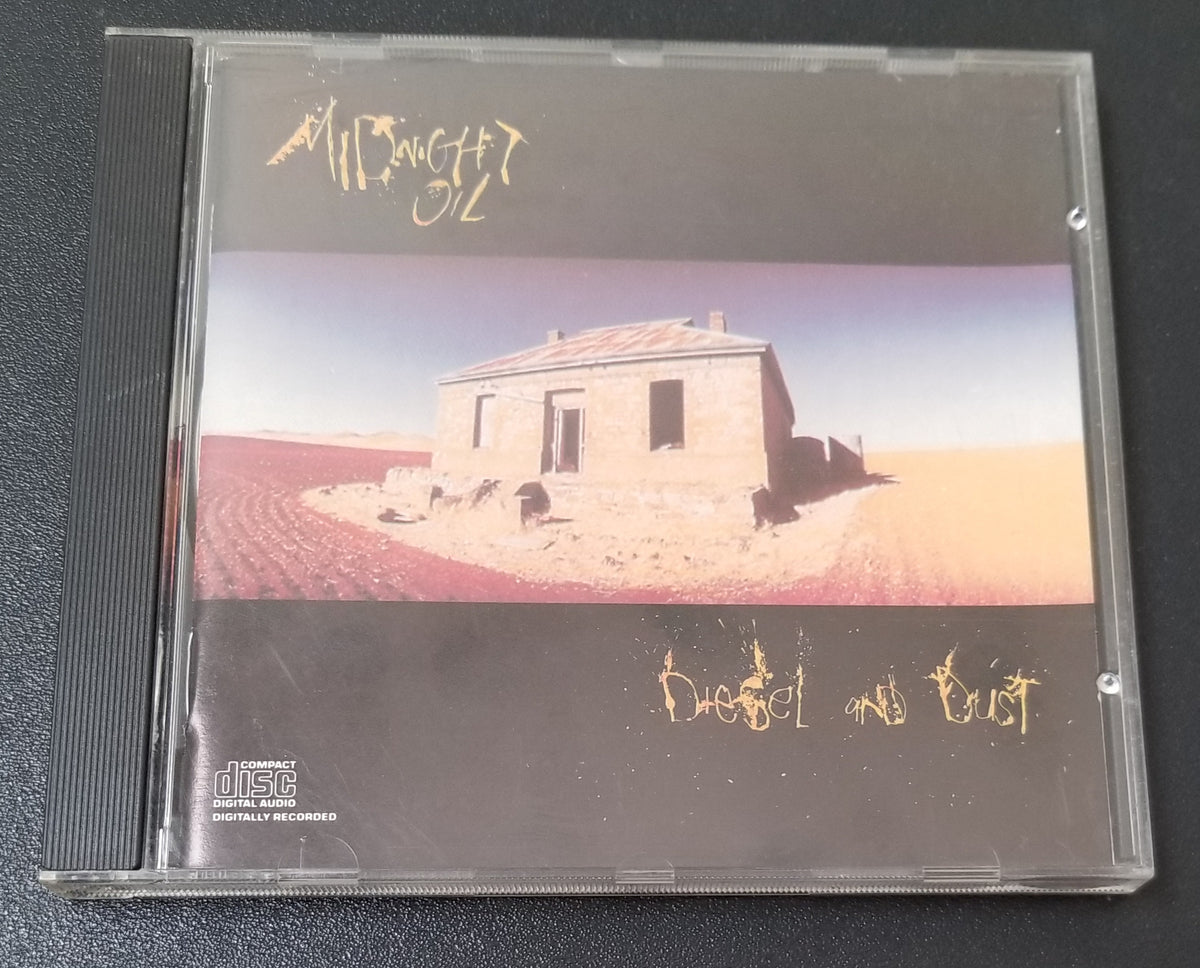 MIDNIGHT
OIL
DIESEL AND DUST
COMPACT
disc
DIGITAL AUDIO
DIGITALLY RECORDED